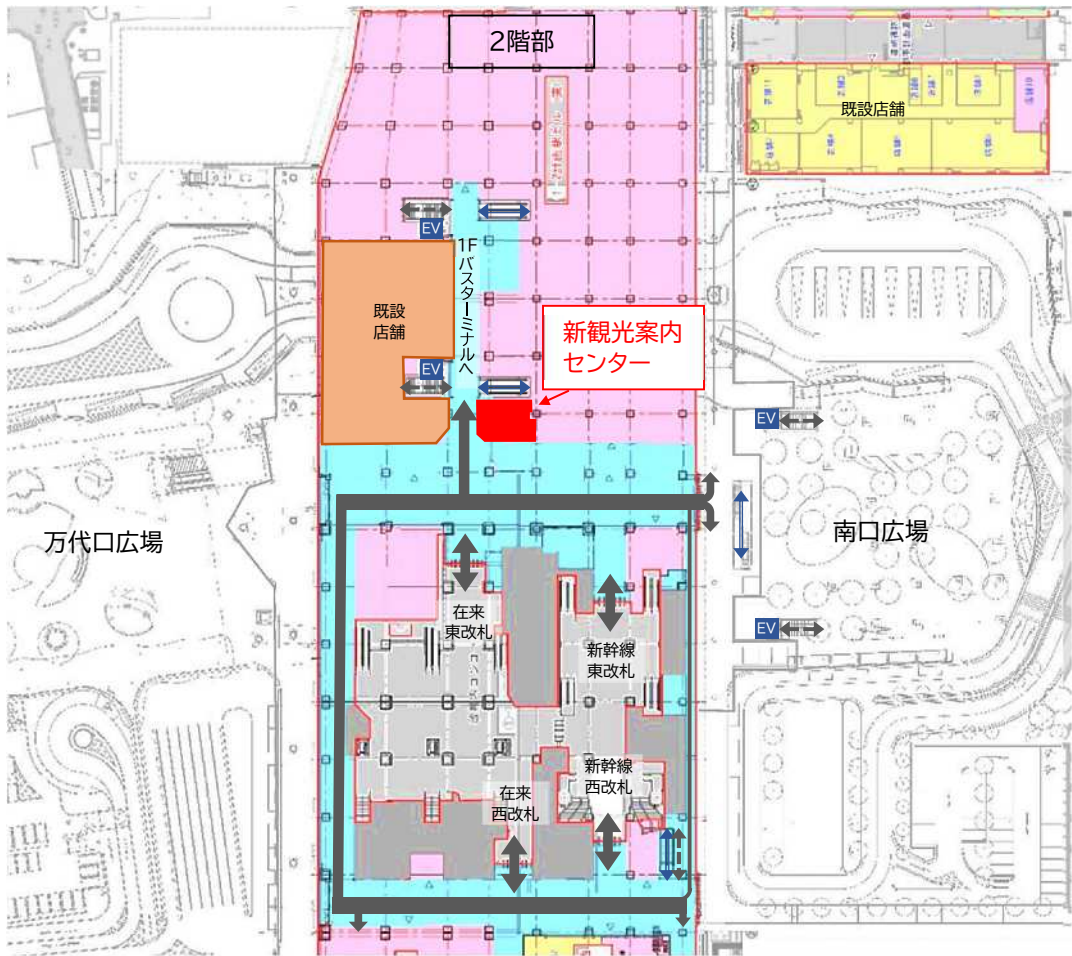 2階部
既設店舗
EV
1Fバスターミナルへ
既設
店舗
新観光案内
センター
EV
EV
万代口広場
南口広場
在来
東改札
新幹線
東改札
EV
新幹線
西改札
在来
西改札